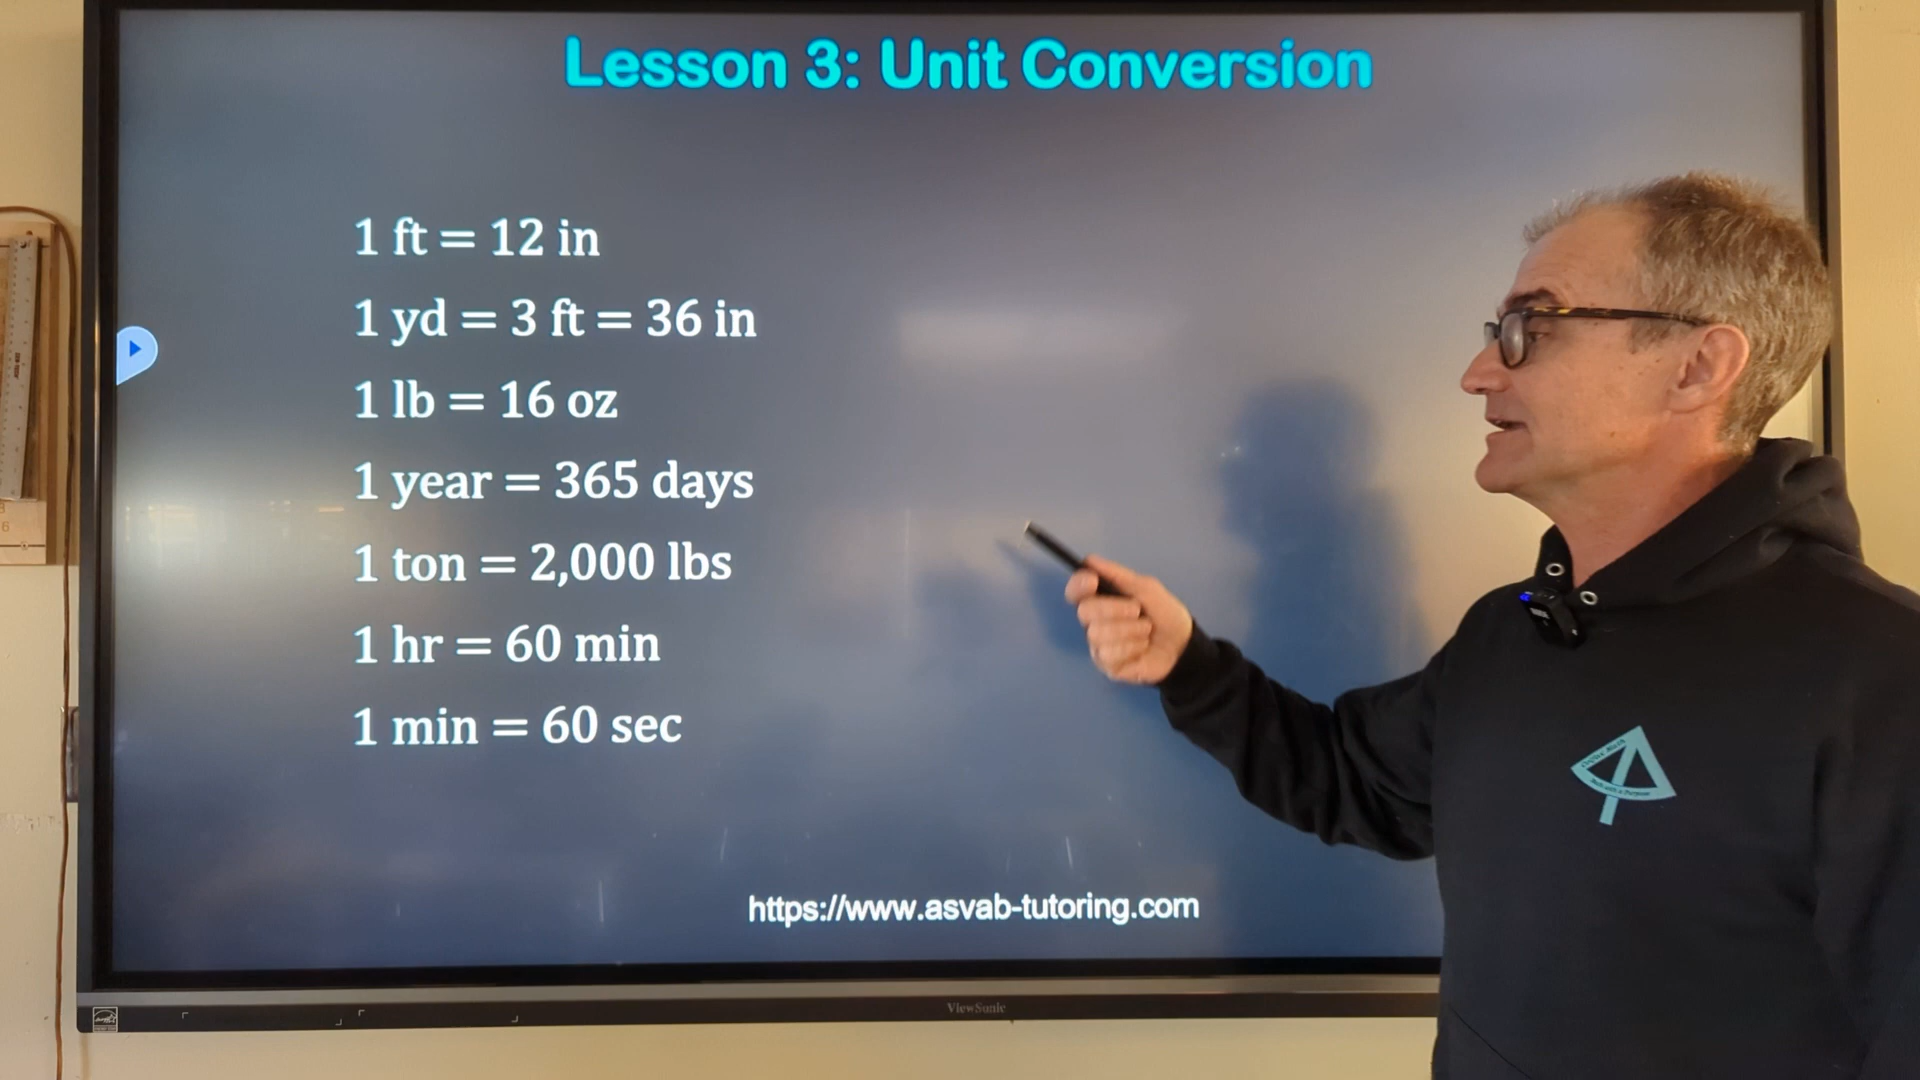 Lesson 3: Unit Conversion
1 ft = 12 in
1 yd = 3 ft = 36 in
1 lb = 16 oz
1 year = 365 days
1 ton = 2,000 lbs
1 hr = 60 min
1 min = 60 sec
https://www.asvab-tutoring.com
ViewSonic